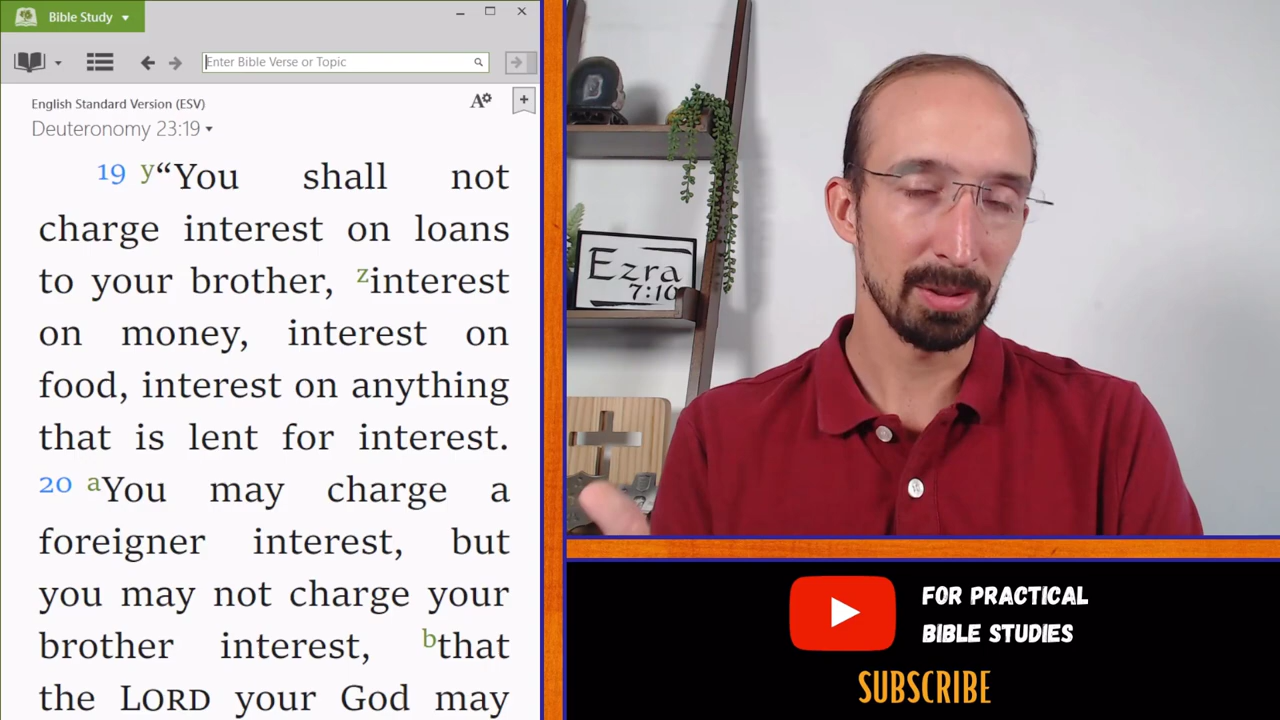 Bible Study
Enter Bible Verse or Topic
English Standard Version (ESV)
Deuteronomy 23:19
19 y“You shall not
charge interest on loans
to your brother, zinterest
on money, interest on
food, interest on anything
that is lent for interest.
20 aYou may charge a
foreigner interest, but
you may not charge your
brother interest, bthat
the LORD your God may
Ezra
7:10
FOR PRACTICAL
BIBLE STUDIES
SUBSCRIBE